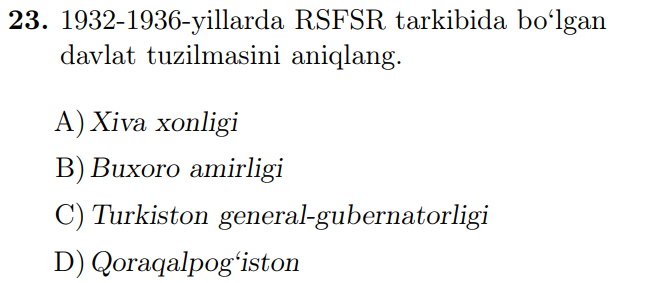 23. 1932-1936-yillarda RSFSR tarkibida bo‘lgan
davlat tuzilmasini aniqlang.
A) Xiva xonligi
B) Buxoro amirligi
C) Turkiston general-gubernatorligi
D) Qoraqalpog‘iston